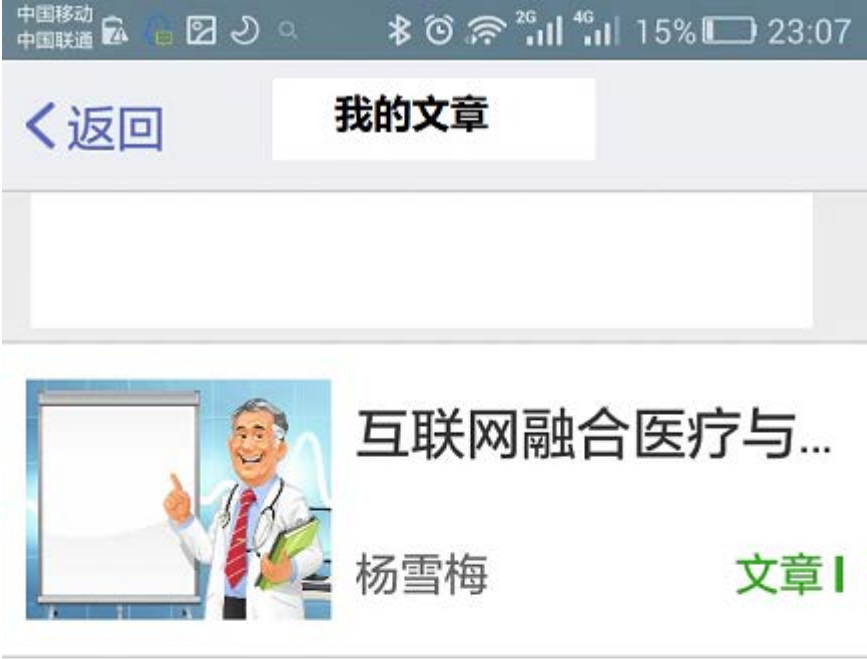 中国移动
中国联通
2G 4G 15% 23:07
返回
我的文章
互联网融合医疗与...
杨雪梅
文章